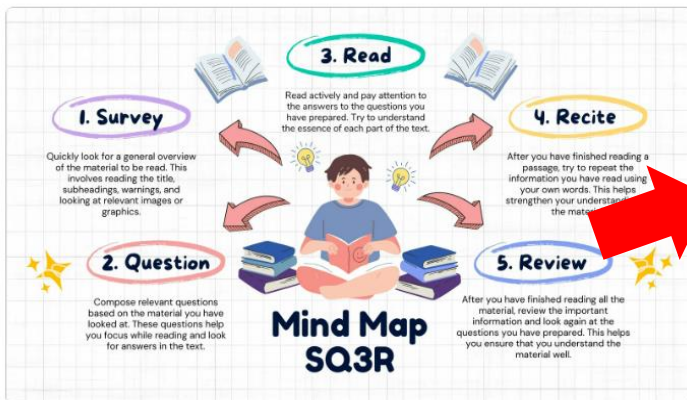 3. Read
Read actively and pay attention to
the answers to the questions you
have prepared. Try to understand
the essence of each part of the text.
1. Survey
Quickly look for a general overview
of the material to be read. This
involves reading the title,
subheadings, warnings, and
looking at relevant images or
graphics.
4. Recite
After you have finished reading a
passage, try to repeat the
information you have read using
your own words. This helps
strengthen your
the
2. Question
Compose relevant questions
based on the material you have
looked at. These questions help
you focus while reading and look
for answers in the text.
5. Review
After you have finished reading all the
material, review the important
information and look again at the
questions you have prepared. This helps
you ensure that you understand the
material well.
Mind Map
SQ3R